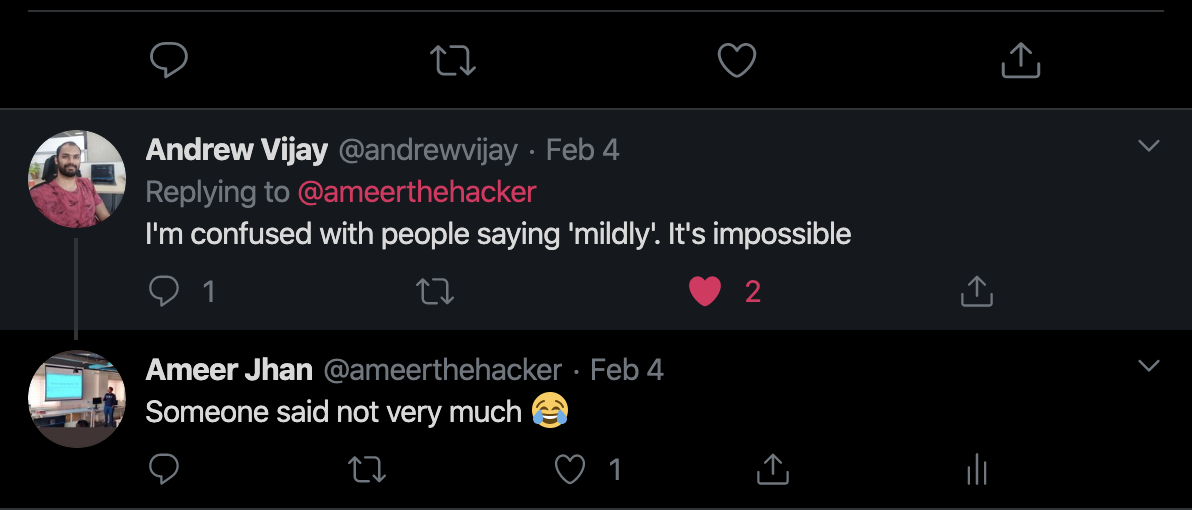 Andrew Vijay @andrewvijay · Feb 4
Replying to @ameerthehacker
I'm confused with people saying 'mildly'. It's impossible
1 2
Ameer Jhan @ameerthehacker · Feb 4
Someone said not very much 😂
1